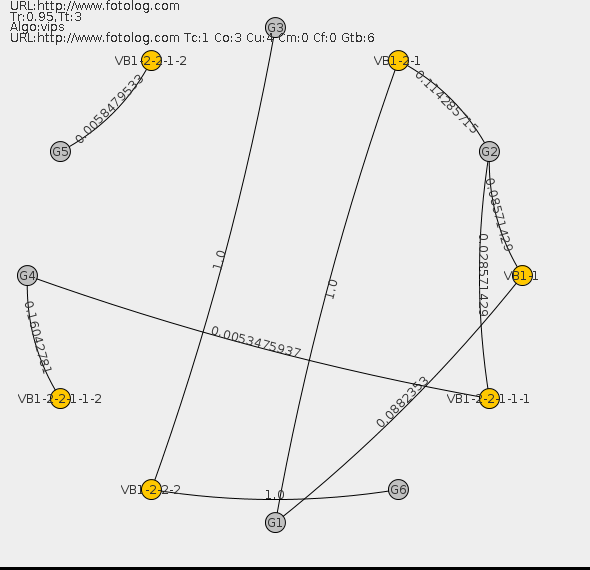 URL:http://www.fotolog.com
Tr:0.95,Tt:3
Algo:vips
URL:http://www.fotolog.com Tc:1 Co:3 Cu:4 Cm:0 Cf:0 Gtb:6
G3
VB1-2-2-1-2
VB1-2-1
0.0058479533
0.114285715
G5
G2
0.08571429
1.0
0.028571429
G4
VB1-1
1.0
0.16042781
0.0053475937
0.0882353
VB1-2-2-1-1-2
VB1-2-2-1-1-1
VB1-2-2-2
1.0
G6
G1